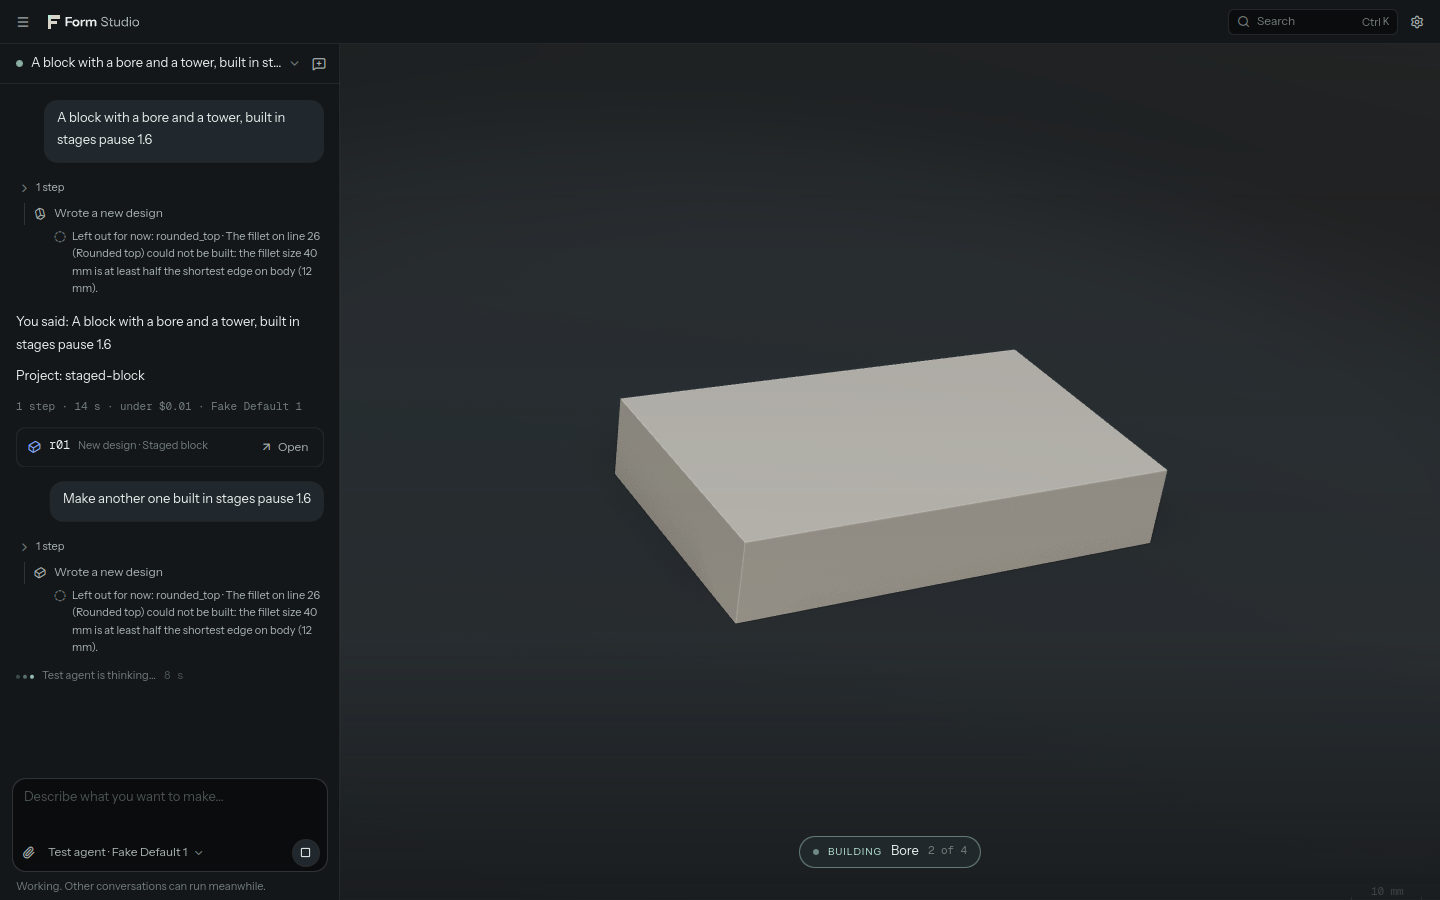 Form Studio
Search Ctrl K
A block with a bore and a tower, built in st...
A block with a bore and a tower, built in
stages pause 1.6
1 step
Wrote a new design
Left out for now: rounded_top · The fillet on line 26
(Rounded top) could not be built: the fillet size 40
mm is at least half the shortest edge on body (12
mm).
You said: A block with a bore and a tower, built in
stages pause 1.6
Project: staged-block
1 step · 14 s · under $0.01 · Fake Default 1
r01 New design · Staged block Open
Make another one built in stages pause 1.6
1 step
Wrote a new design
Left out for now: rounded_top · The fillet on line 26
(Rounded top) could not be built: the fillet size 40
mm is at least half the shortest edge on body (12
mm).
Test agent is thinking... 8 s
Describe what you want to make...
Test agent · Fake Default 1
Working. Other conversations can run meanwhile.
BUILDING Bore 2 of 4
10 mm